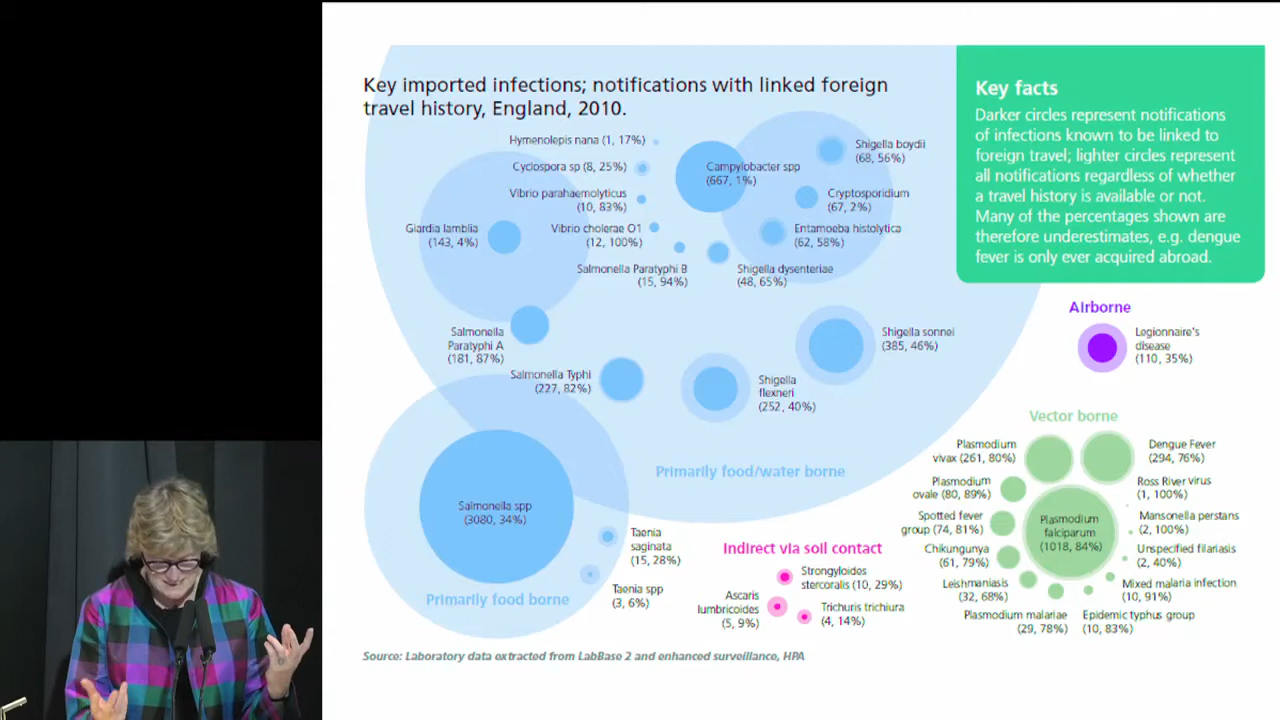 Key imported infections; notifications with linked foreign
travel history, England, 2010.
Key facts
Darker circles represent notifications
of infections known to be linked to
foreign travel; lighter circles represent
all notifications regardless of whether
a travel history is available or not.
Many of the percentages shown are
therefore underestimates, e.g. dengue
fever is only ever acquired abroad.
Hymenolepis nana (1, 17%)
Cyclospora sp (8, 25%)
Vibrio parahaemolyticus
(10, 83%)
Giardia lamblia
(143, 4%)
Vibrio cholerae O1
(12, 100%)
Salmonella Paratyphi B
(15, 94%)
Campylobacter spp
(667, 1%)
Shigella boydii
(68, 56%)
Cryptosporidium
(67, 2%)
Entamoeba histolytica
(62, 58%)
Shigella dysenteriae
(48, 65%)
Salmonella
Paratyphi A
(181, 87%)
Salmonella Typhi
(227, 82%)
Shigella
flexneri
(252, 40%)
Shigella sonnei
(385, 46%)
Primarily food/water borne
Salmonella spp
(3080, 34%)
Taenia
saginata
(15, 28%)
Taenia spp
(3, 6%)
Primarily food borne
Indirect via soil contact
Strongyloides
stercoralis (10, 29%)
Ascaris
lumbricoides
(5, 9%)
Trichuris trichiura
(4, 14%)
Airborne
Legionnaire's
disease
(110, 35%)
Vector borne
Plasmodium
vivax (261, 80%)
Dengue Fever
(294, 76%)
Plasmodium
ovale (80, 89%)
Ross River virus
(1, 100%)
Spotted fever
group (74, 81%)
Plasmodium
falciparum
(1018, 84%)
Mansonella perstans
(2, 100%)
Chikungunya
(61, 79%)
Unspecified filariasis
(2, 40%)
Leishmaniasis
(32, 68%)
Mixed malaria infection
(10, 91%)
Plasmodium malariae
(29, 78%)
Epidemic typhus group
(10, 83%)
Source: Laboratory data extracted from LabBase 2 and enhanced surveillance, HPA